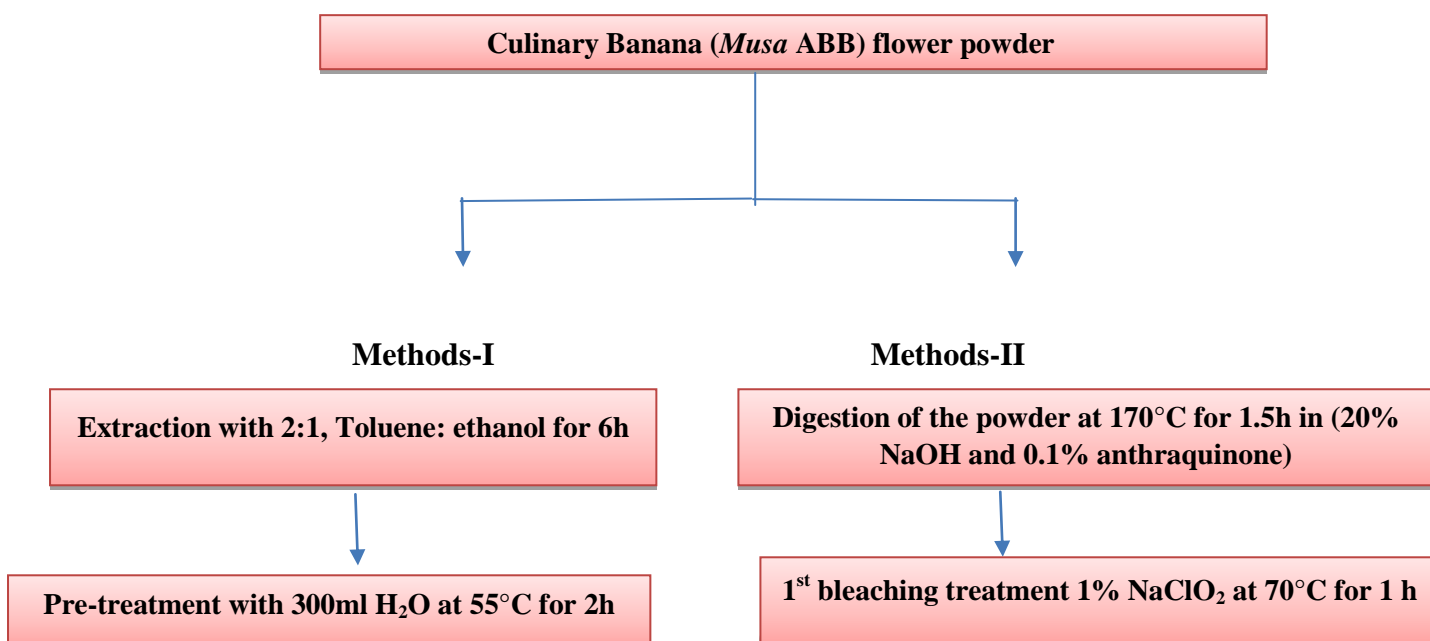 Culinary Banana (Musa ABB) flower powder
Methods-I
Extraction with 2:1, Toluene: ethanol for 6h
Pre-treatment with 300ml H₂O at 55°C for 2h
Methods-II
Digestion of the powder at 170°C for 1.5h in (20%
NaOH and 0.1% anthraquinone)
1st bleaching treatment 1% NaClO₂ at 70°C for 1 h